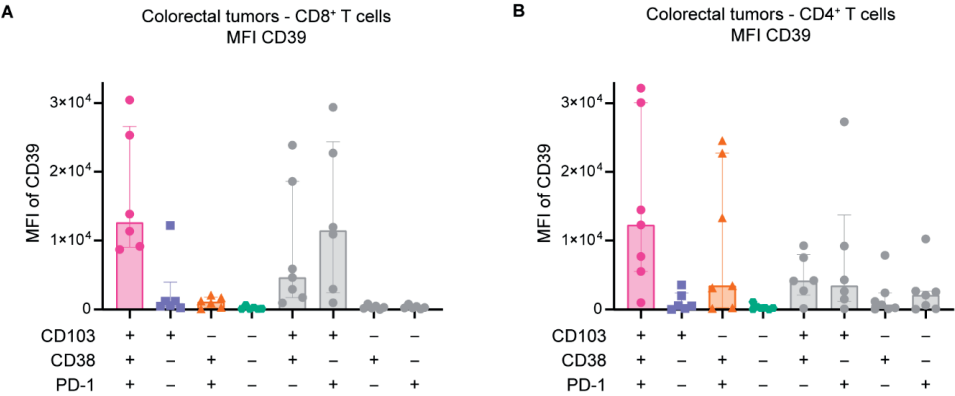 A
Colorectal tumors - CD8⁺ T cells
MFI CD39
MFI of CD39
3×10⁴
2×10⁴
1×10⁴
0
CD103 + + – – + + – –
CD38 + – + – + – + –
PD-1 + – + – – + – +
B
Colorectal tumors - CD4⁺ T cells
MFI CD39
MFI of CD39
3×10⁴
2×10⁴
1×10⁴
0
CD103 + + – – + + – –
CD38 + – + – + – + –
PD-1 + – + – – + – +